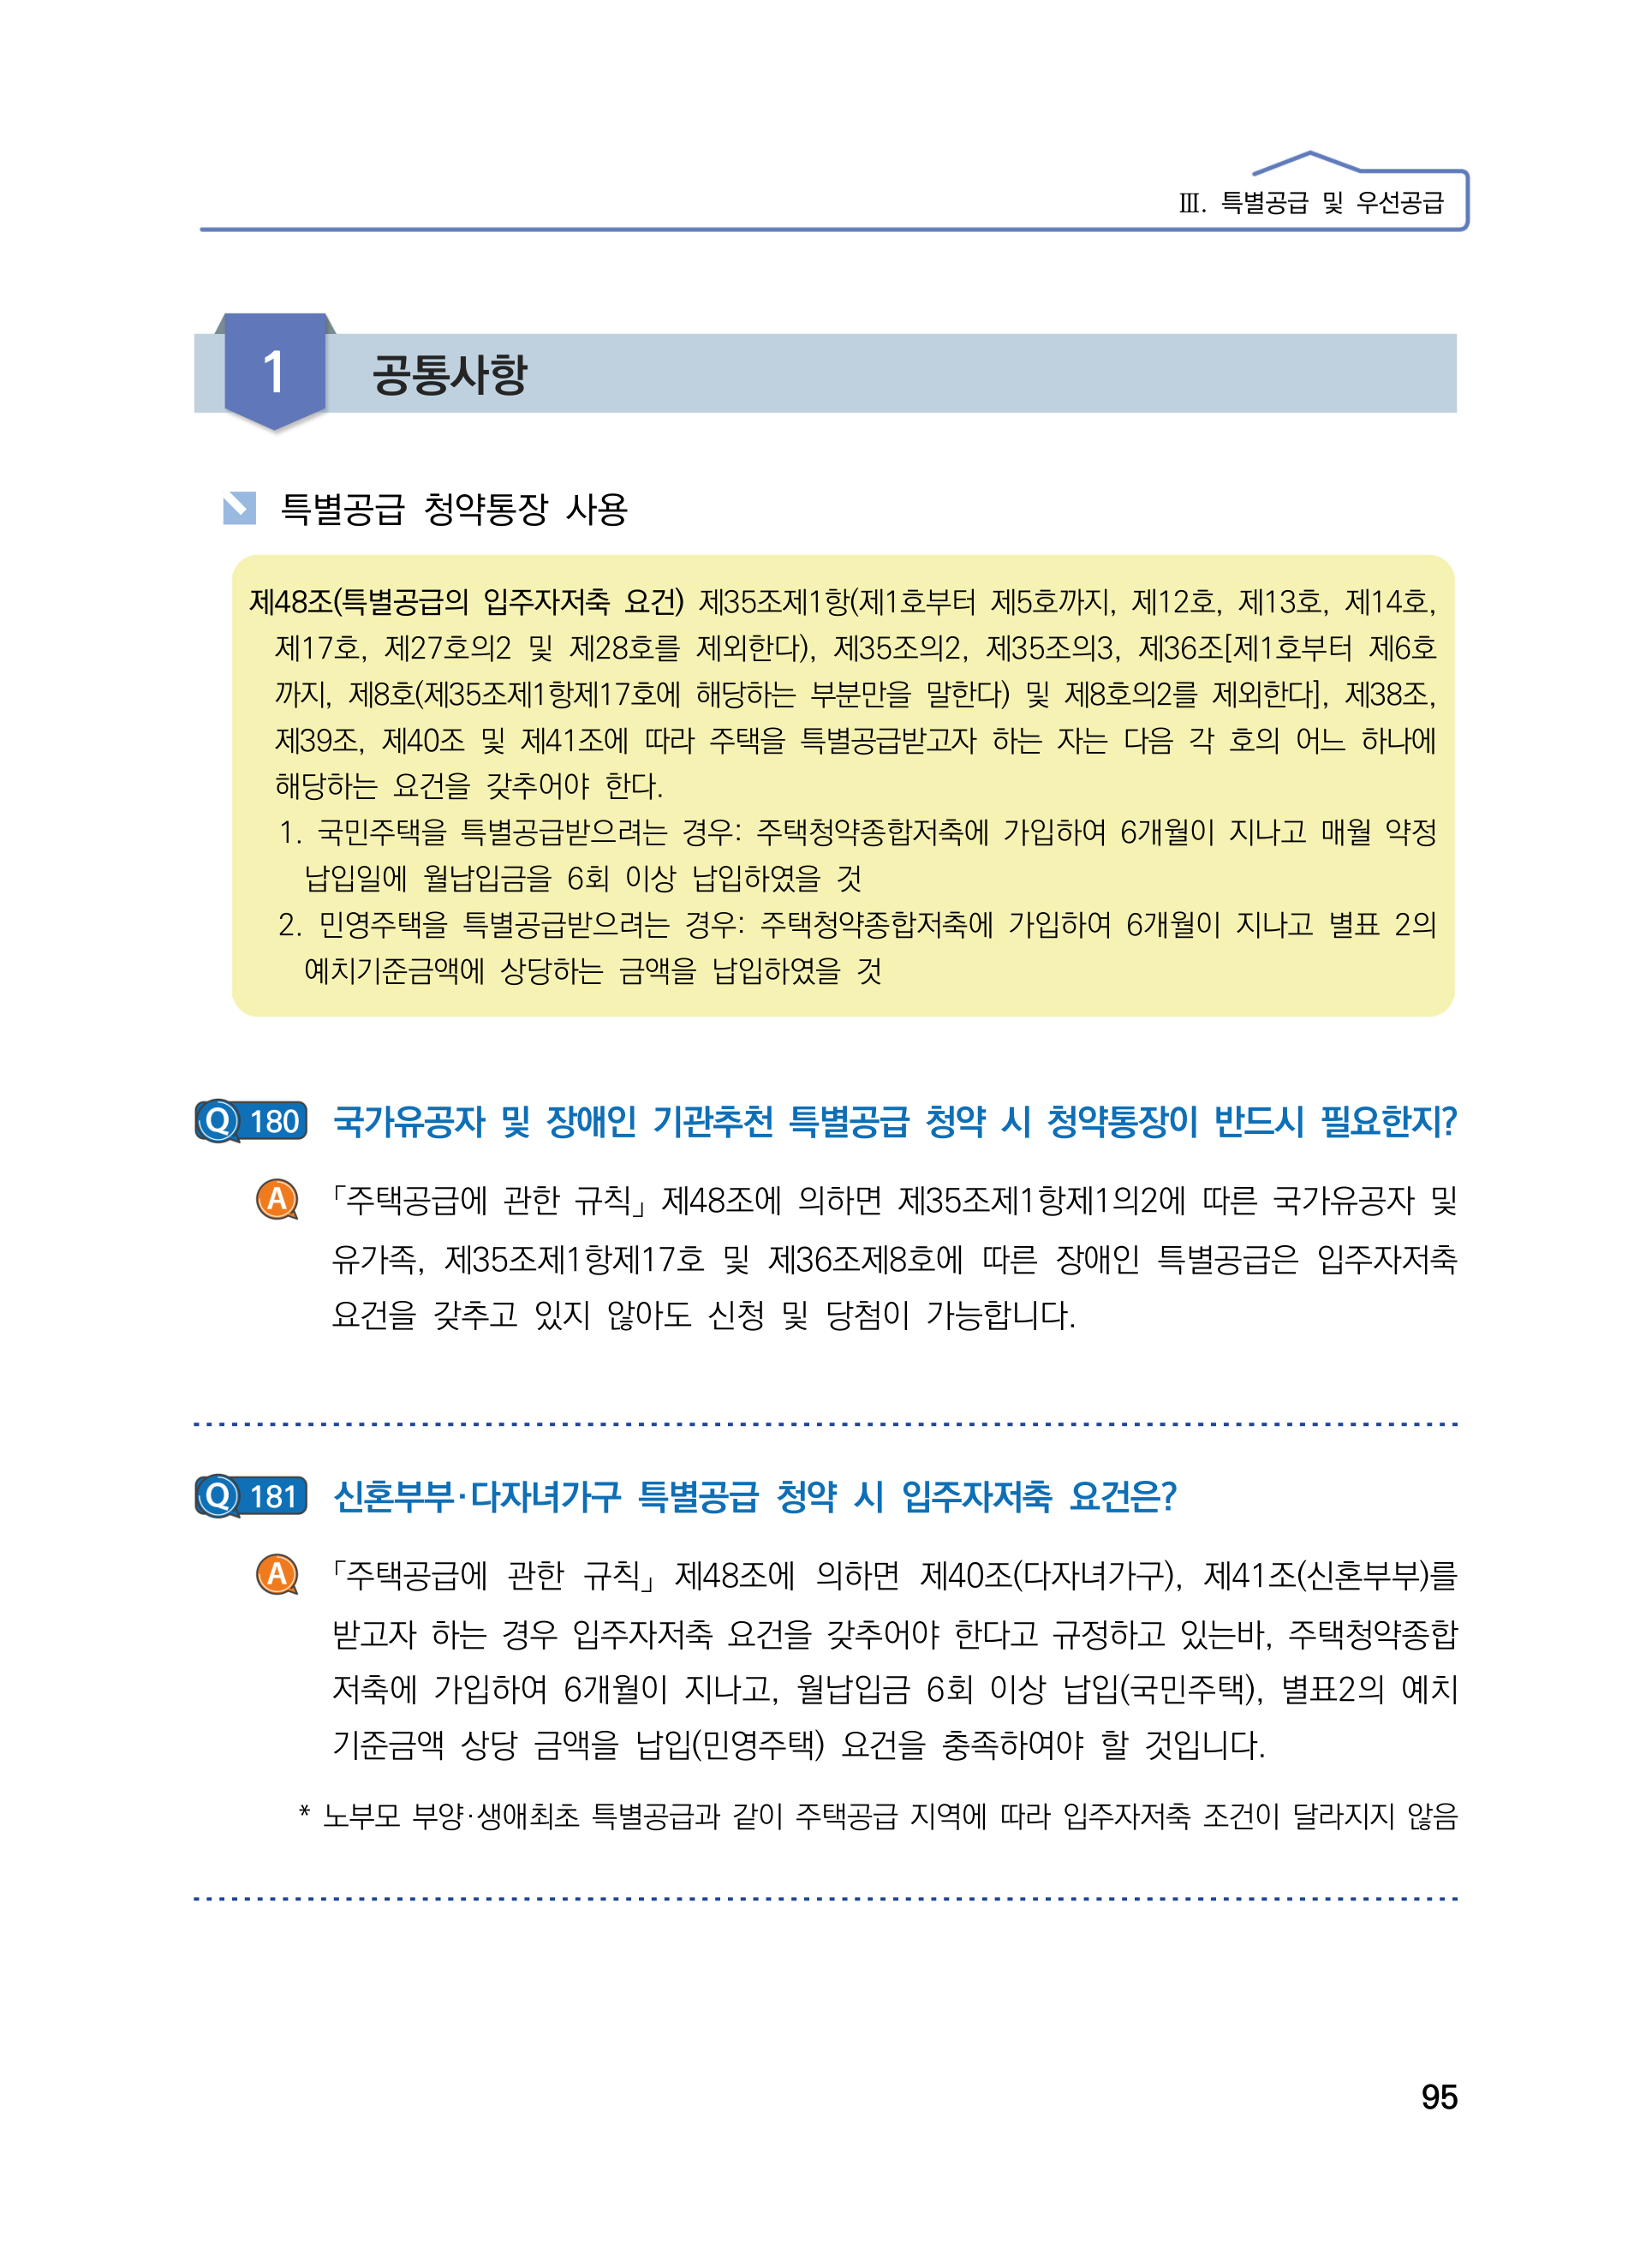 Ⅲ. 특별공급 및 우선공급
1 공통사항
특별공급 청약통장 사용
제48조(특별공급의 입주자저축 요건) 제35조제1항(제1호부터 제5호까지, 제12호, 제13호, 제14호,
제17호, 제27호의2 및 제28호를 제외한다), 제35조의2, 제35조의3, 제36조[제1호부터 제6호
까지, 제8호(제35조제1항제17호에 해당하는 부분만을 말한다) 및 제8호의2를 제외한다], 제38조,
제39조, 제40조 및 제41조에 따라 주택을 특별공급받고자 하는 자는 다음 각 호의 어느 하나에
해당하는 요건을 갖추어야 한다.
1. 국민주택을 특별공급받으려는 경우: 주택청약종합저축에 가입하여 6개월이 지나고 매월 약정
납입일에 월납입금을 6회 이상 납입하였을 것
2. 민영주택을 특별공급받으려는 경우: 주택청약종합저축에 가입하여 6개월이 지나고 별표 2의
예치기준금액에 상당하는 금액을 납입하였을 것
Q 180 국가유공자 및 장애인 기관추천 특별공급 청약 시 청약통장이 반드시 필요한지?
A 「주택공급에 관한 규칙」 제48조에 의하면 제35조제1항제1의2에 따른 국가유공자 및
유가족, 제35조제1항제17호 및 제36조제8호에 따른 장애인 특별공급은 입주자저축
요건을 갖추고 있지 않아도 신청 및 당첨이 가능합니다.
Q 181 신혼부부·다자녀가구 특별공급 청약 시 입주자저축 요건은?
A 「주택공급에 관한 규칙」 제48조에 의하면 제40조(다자녀가구), 제41조(신혼부부)를
받고자 하는 경우 입주자저축 요건을 갖추어야 한다고 규정하고 있는바, 주택청약종합
저축에 가입하여 6개월이 지나고, 월납입금 6회 이상 납입(국민주택), 별표2의 예치
기준금액 상당 금액을 납입(민영주택) 요건을 충족하여야 할 것입니다.
* 노부모 부양·생애최초 특별공급과 같이 주택공급 지역에 따라 입주자저축 조건이 달라지지 않음
95